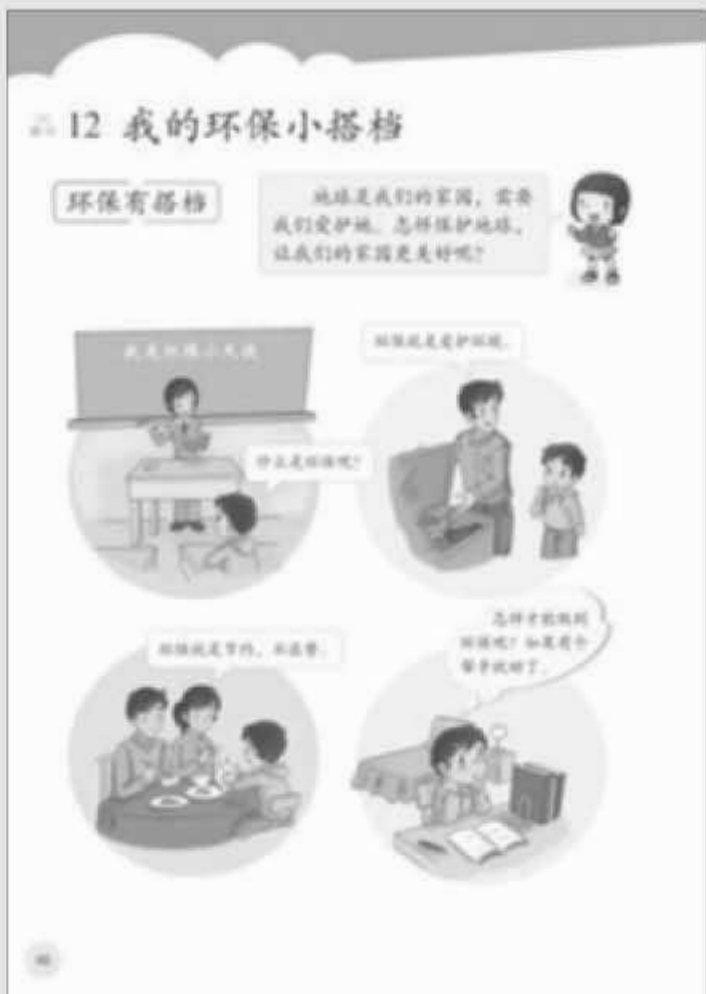 12 我的环保小搭档
环保有搭档
地球是我们的家园，需要
我们爱护她。怎样保护地球，
让我们的家园更美好呢？
我是环保小天使
环保就是爱护环境。
什么是环保呢？
环保就是节约，不浪费。
怎样才能做到
环保呢？如果有个
帮手就好了。